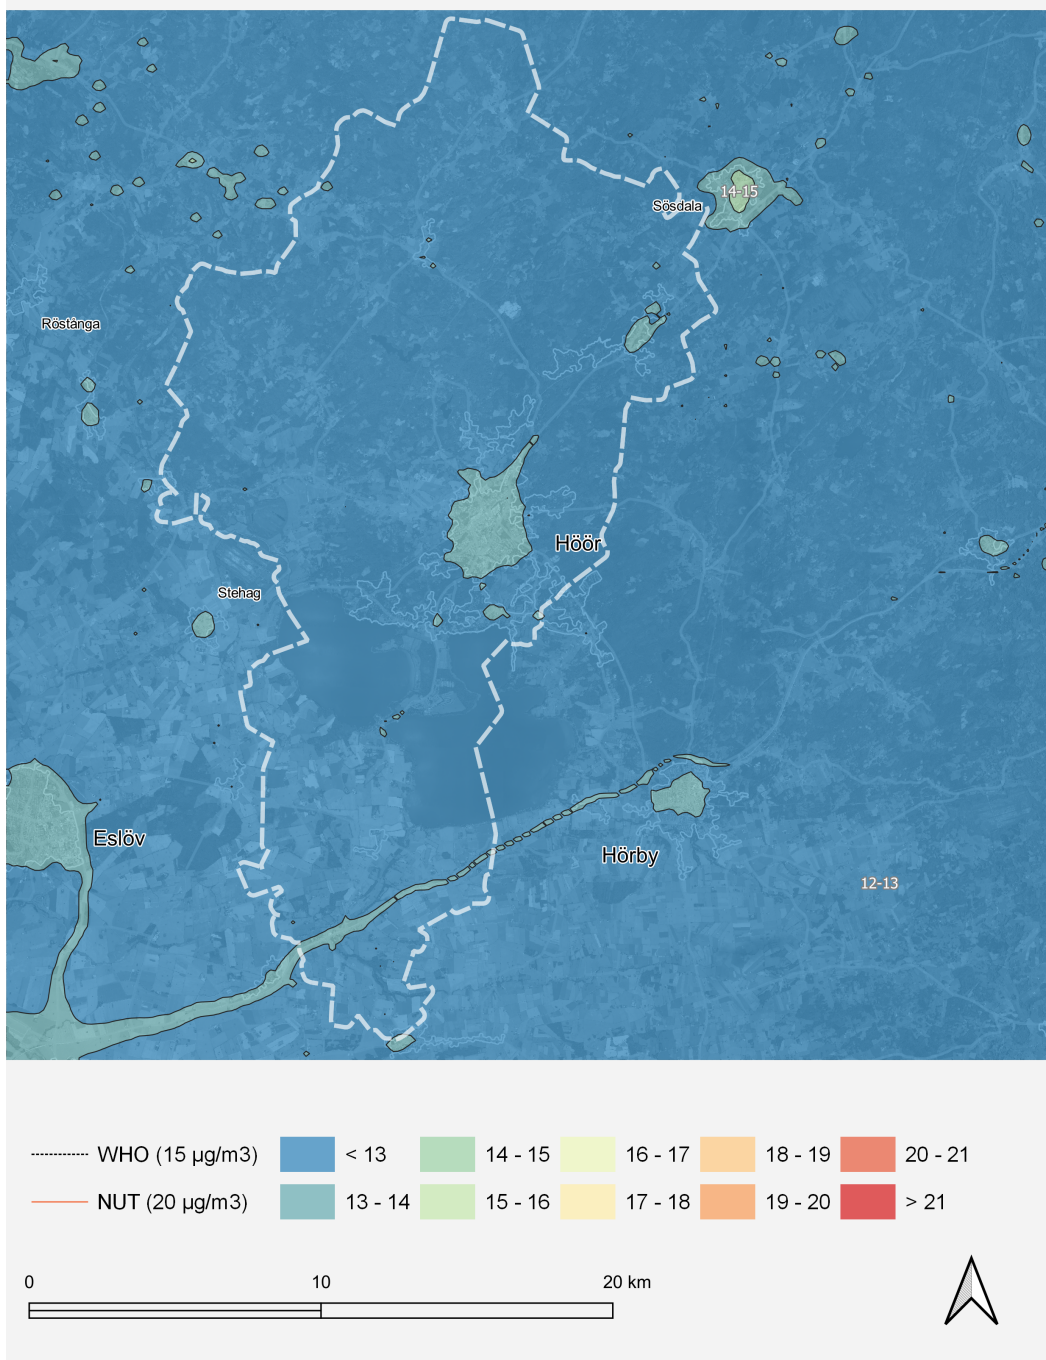 14-15
Sösdala
Röstånga
Höör
Stehag
Eslöv
Hörby
12-13
WHO (15 µg/m3) < 13 14 - 15 16 - 17 18 - 19 20 - 21
NUT (20 µg/m3) 13 - 14 15 - 16 17 - 18 19 - 20 > 21
0 10 20 km